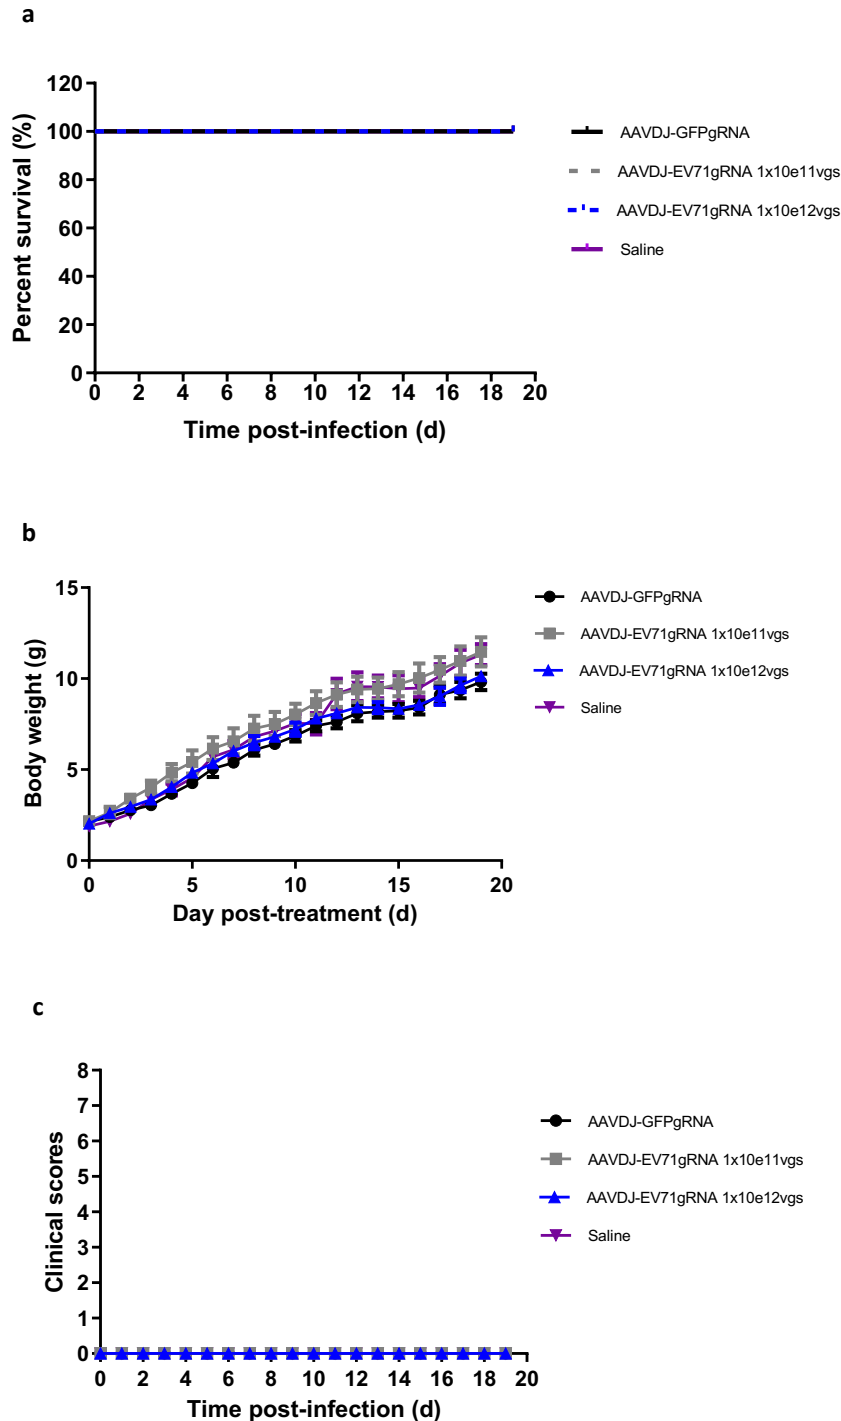 a
120
100
80
60
40
20
0
Percent survival (%)
0 2 4 6 8 10 12 14 16 18 20
Time post-infection (d)
AAVDJ-GFPgRNA
AAVDJ-EV71gRNA 1x10e11vgs
AAVDJ-EV71gRNA 1x10e12vgs
Saline
b
15
10
5
0
Body weight (g)
0 5 10 15 20
Day post-treatment (d)
AAVDJ-GFPgRNA
AAVDJ-EV71gRNA 1x10e11vgs
AAVDJ-EV71gRNA 1x10e12vgs
Saline
c
8
7
6
5
4
3
2
1
0
Clinical scores
0 2 4 6 8 10 12 14 16 18 20
Time post-infection (d)
AAVDJ-GFPgRNA
AAVDJ-EV71gRNA 1x10e11vgs
AAVDJ-EV71gRNA 1x10e12vgs
Saline